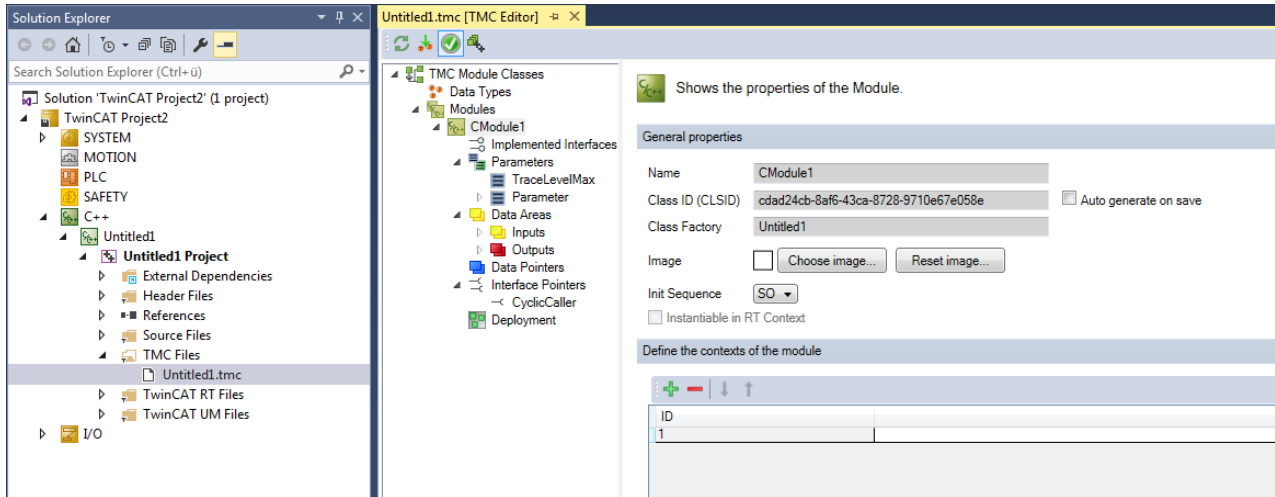 Solution Explorer
Search Solution Explorer (Ctrl+ü)
Solution 'TwinCAT Project2' (1 project)
TwinCAT Project2
SYSTEM
MOTION
PLC
SAFETY
C++
Untitled1
Untitled1 Project
External Dependencies
Header Files
References
Source Files
TMC Files
Untitled1.tmc
TwinCAT RT Files
TwinCAT UM Files
I/O
Untitled1.tmc [TMC Editor]
TMC Module Classes
Data Types
Modules
CModule1
Implemented Interfaces
Parameters
TraceLevelMax
Parameter
Data Areas
Inputs
Outputs
Data Pointers
Interface Pointers
CyclicCaller
Deployment
Shows the properties of the Module.
General properties
Name CModule1
Class ID (CLSID) cdad24cb-8af6-43ca-8728-9710e67e058e Auto generate on save
Class Factory Untitled1
Image Choose image... Reset image...
Init Sequence SO
Instantiable in RT Context
Define the contexts of the module
ID
1